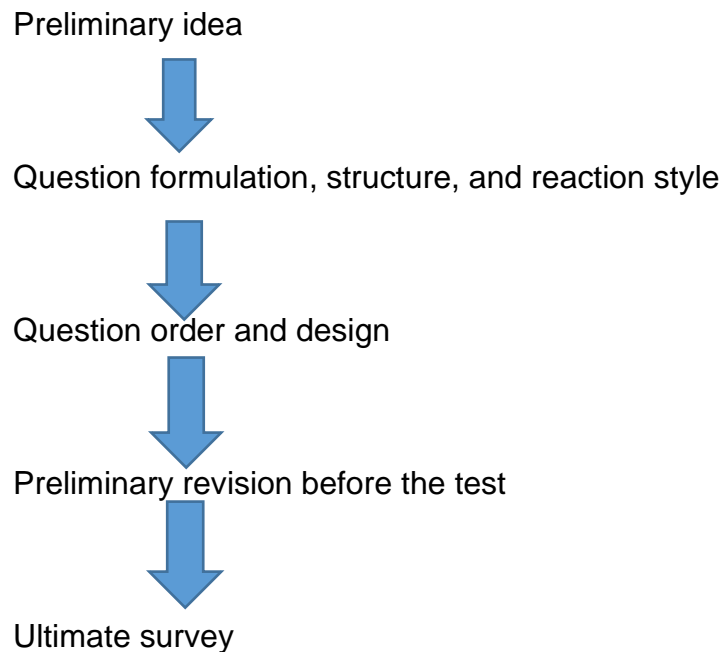 Preliminary idea
Question formulation, structure, and reaction style
Question order and design
Preliminary revision before the test
Ultimate survey